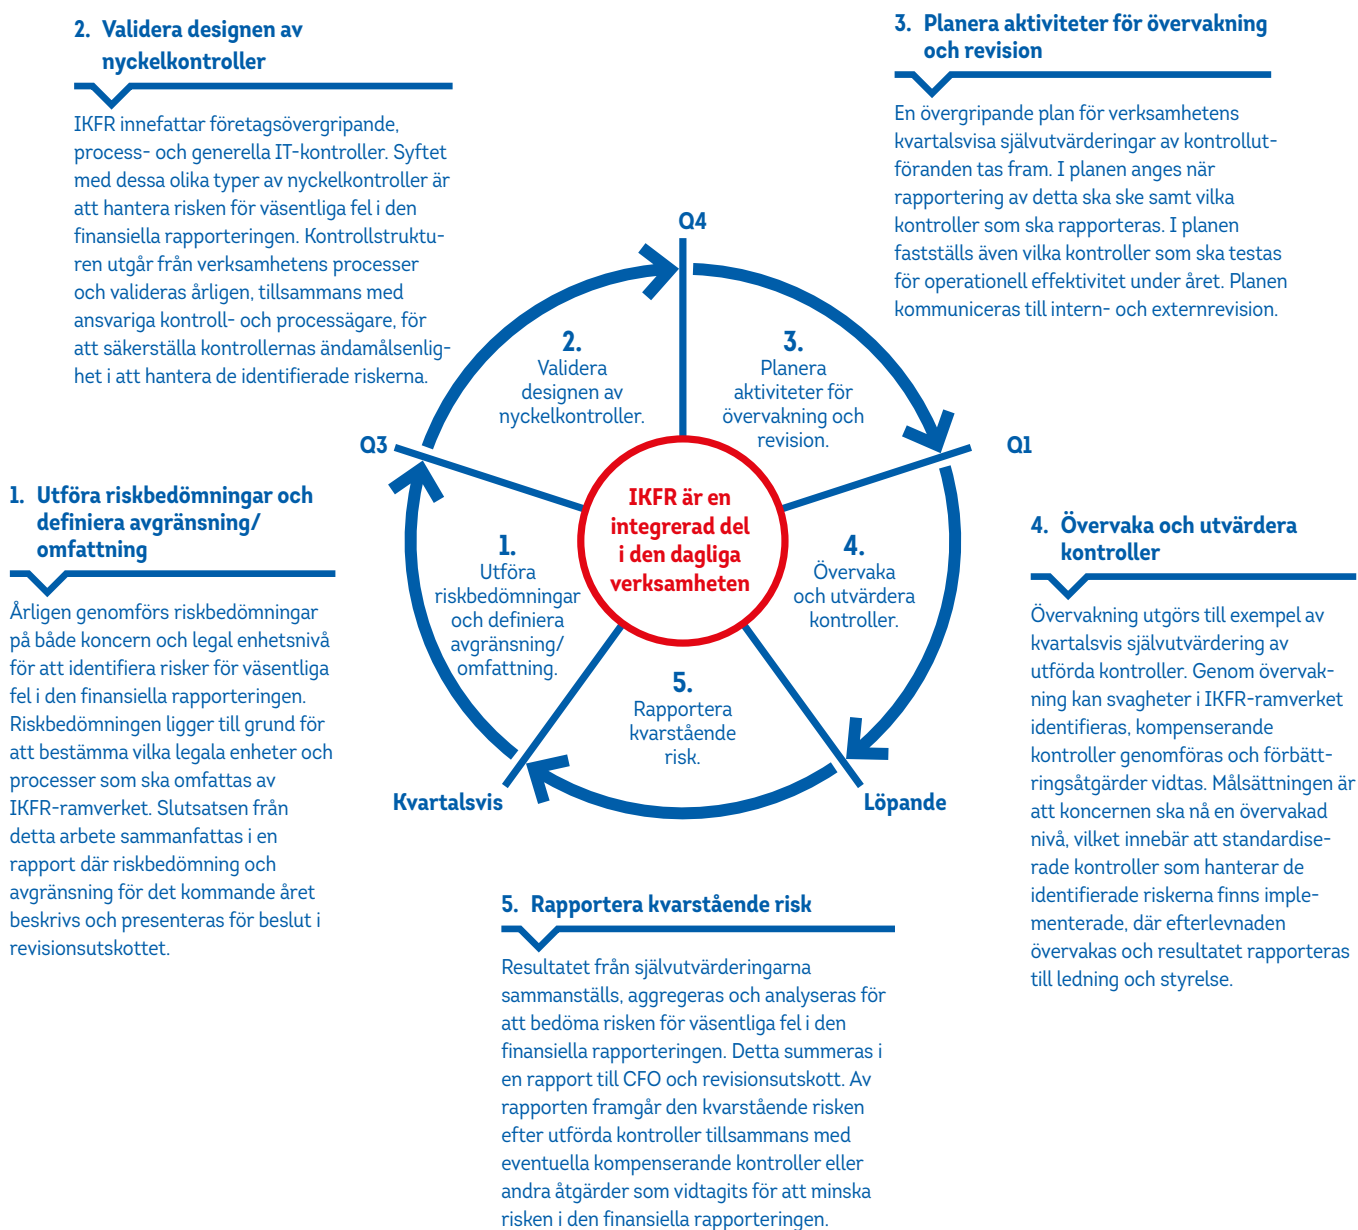 2. Validera designen av
nyckelkontroller
IKFR innefattar företagsövergripande,
process- och generella IT-kontroller. Syftet
med dessa olika typer av nyckelkontroller är
att hantera risken för väsentliga fel i den
finansiella rapporteringen. Kontrollstruktu-
ren utgår från verksamhetens processer
och valideras årligen, tillsammans med
ansvariga kontroll- och processägare, för
att säkerställa kontrollernas ändamålsenlig-
het i att hantera de identifierade riskerna.
3. Planera aktiviteter för övervakning
och revision
En övergripande plan för verksamhetens
kvartalsvisa självutvärderingar av kontrollut-
föranden tas fram. I planen anges när
rapportering av detta ska ske samt vilka
kontroller som ska rapporteras. I planen
fastställs även vilka kontroller som ska testas
för operationell effektivitet under året. Planen
kommuniceras till intern- och externrevision.
Q4
2.
Validera
designen av
nyckelkontroller.
3.
Planera
aktiviteter för
övervakning och
revision.
Q3
Q1
IKFR är en
integrerad del
i den dagliga
verksamheten
1.
Utföra
riskbedömningar
och definiera
avgränsning/
omfattning.
4.
Övervaka
och utvärdera
kontroller.
5.
Rapportera
kvarstående
risk.
Kvartalsvis
Löpande
1. Utföra riskbedömningar och
definiera avgränsning/
omfattning
Årligen genomförs riskbedömningar
på både koncern och legal enhetsnivå
för att identifiera risker för väsentliga
fel i den finansiella rapporteringen.
Riskbedömningen ligger till grund för
att bestämma vilka legala enheter och
processer som ska omfattas av
IKFR-ramverket. Slutsatsen från
detta arbete sammanfattas i en
rapport där riskbedömning och
avgränsning för det kommande året
beskrivs och presenteras för beslut i
revisionsutskottet.
4. Övervaka och utvärdera
kontroller
Övervakning utgörs till exempel av
kvartalsvis självutvärdering av
utförda kontroller. Genom övervak-
ning kan svagheter i IKFR-ramverket
identifieras, kompenserande
kontroller genomföras och förbätt-
ringsåtgärder vidtas. Målsättningen är
att koncernen ska nå en övervakad
nivå, vilket innebär att standardise-
rade kontroller som hanterar de
identifierade riskerna finns imple-
menterade, där efterlevnaden
övervakas och resultatet rapporteras
till ledning och styrelse.
5. Rapportera kvarstående risk
Resultatet från självutvärderingarna
sammanställs, aggregeras och analyseras för
att bedöma risken för väsentliga fel i den
finansiella rapporteringen. Detta summeras i
en rapport till CFO och revisionsutskott. Av
rapporten framgår den kvarstående risken
efter utförda kontroller tillsammans med
eventuella kompenserande kontroller eller
andra åtgärder som vidtagits för att minska
risken i den finansiella rapporteringen.